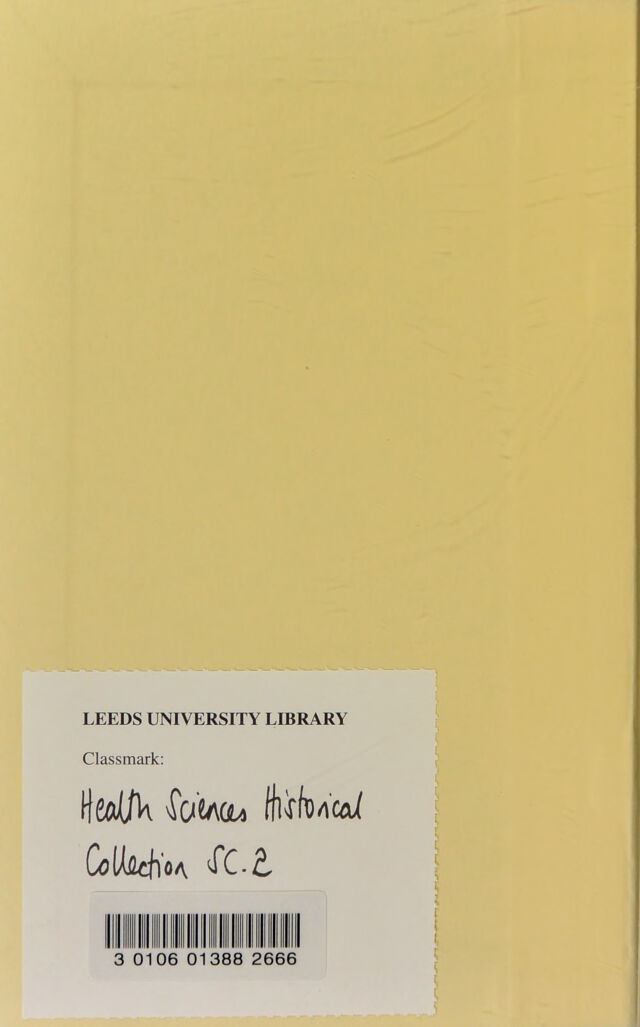 LEEDS UNIVERSITY LIBRARY
Classmark:
Health Sciences Historical
Collection SC.2
3 0106 01388 2666